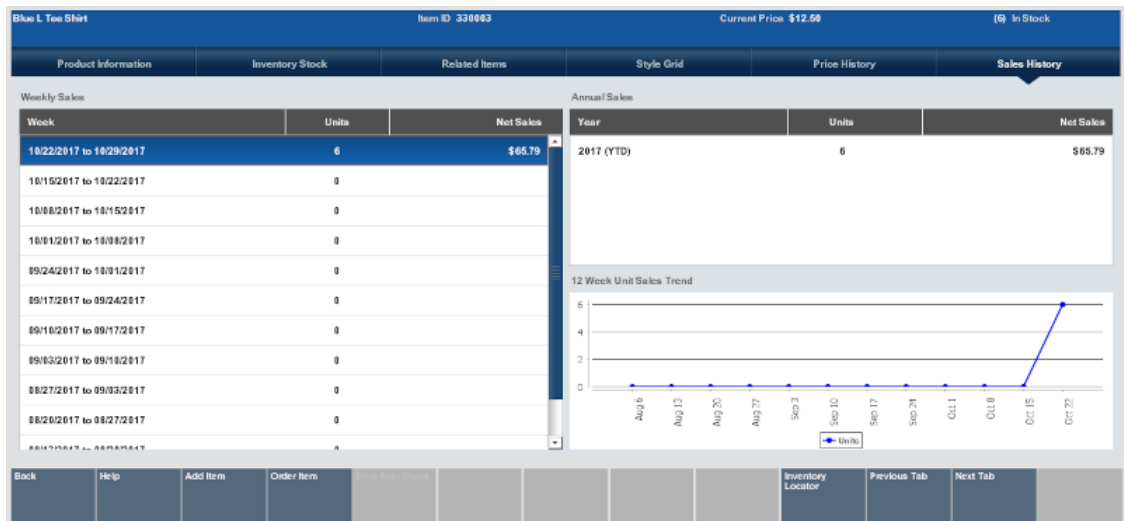 Blue L Tee Shirt Item ID 330003 Current Price $12.50 (6) In Stock
Product Information Inventory Stock Related Items Style Grid Price History Sales History
Weekly Sales
Week Units Net Sales
10/22/2017 to 10/29/2017 6 $65.79
10/15/2017 to 10/22/2017 0
10/08/2017 to 10/15/2017 0
10/01/2017 to 10/08/2017 0
09/24/2017 to 10/01/2017 0
09/17/2017 to 09/24/2017 0
09/10/2017 to 09/17/2017 0
09/03/2017 to 09/10/2017 0
08/27/2017 to 09/03/2017 0
08/20/2017 to 08/27/2017 0
Annual Sales
Year Units Net Sales
2017 (YTD) 6 $65.79
12 Week Unit Sales Trend
6
4
2
0
Aug 6 Aug 13 Aug 20 Aug 27 Sep 3 Sep 10 Sep 17 Sep 24 Oct 1 Oct 8 Oct 15 Oct 22
Units
Back Help Add Item Order Item Inventory Locator Previous Tab Next Tab